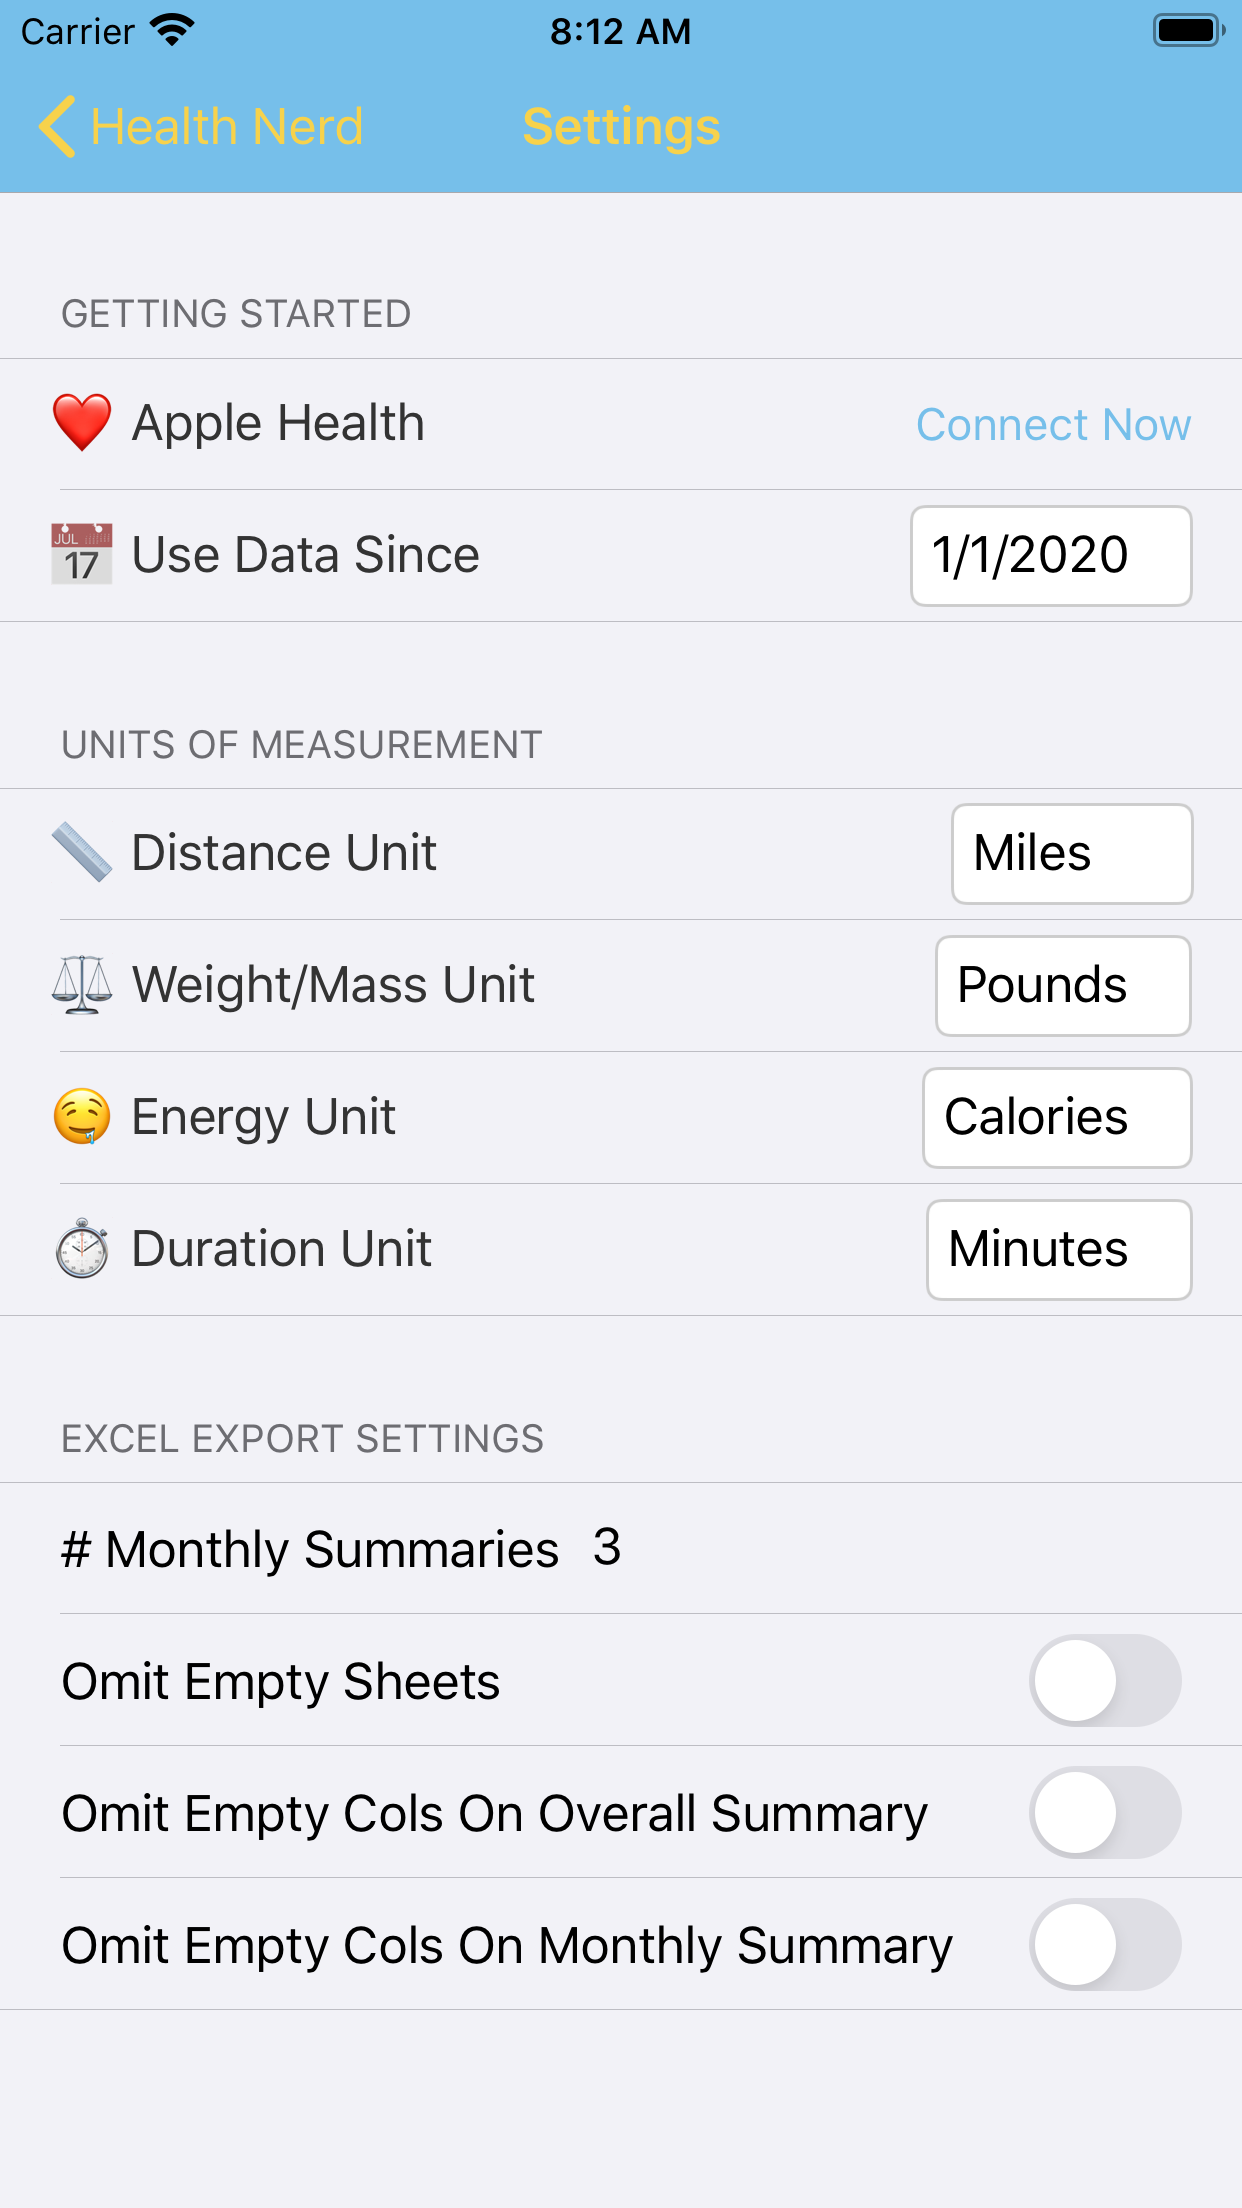 Carrier 8:12 AM
Health Nerd Settings
GETTING STARTED
Apple Health Connect Now
JUL
17
Use Data Since 1/1/2020
UNITS OF MEASUREMENT
Distance Unit Miles
Weight/Mass Unit Pounds
Energy Unit Calories
Duration Unit Minutes
EXCEL EXPORT SETTINGS
# Monthly Summaries 3
Omit Empty Sheets
Omit Empty Cols On Overall Summary
Omit Empty Cols On Monthly Summary